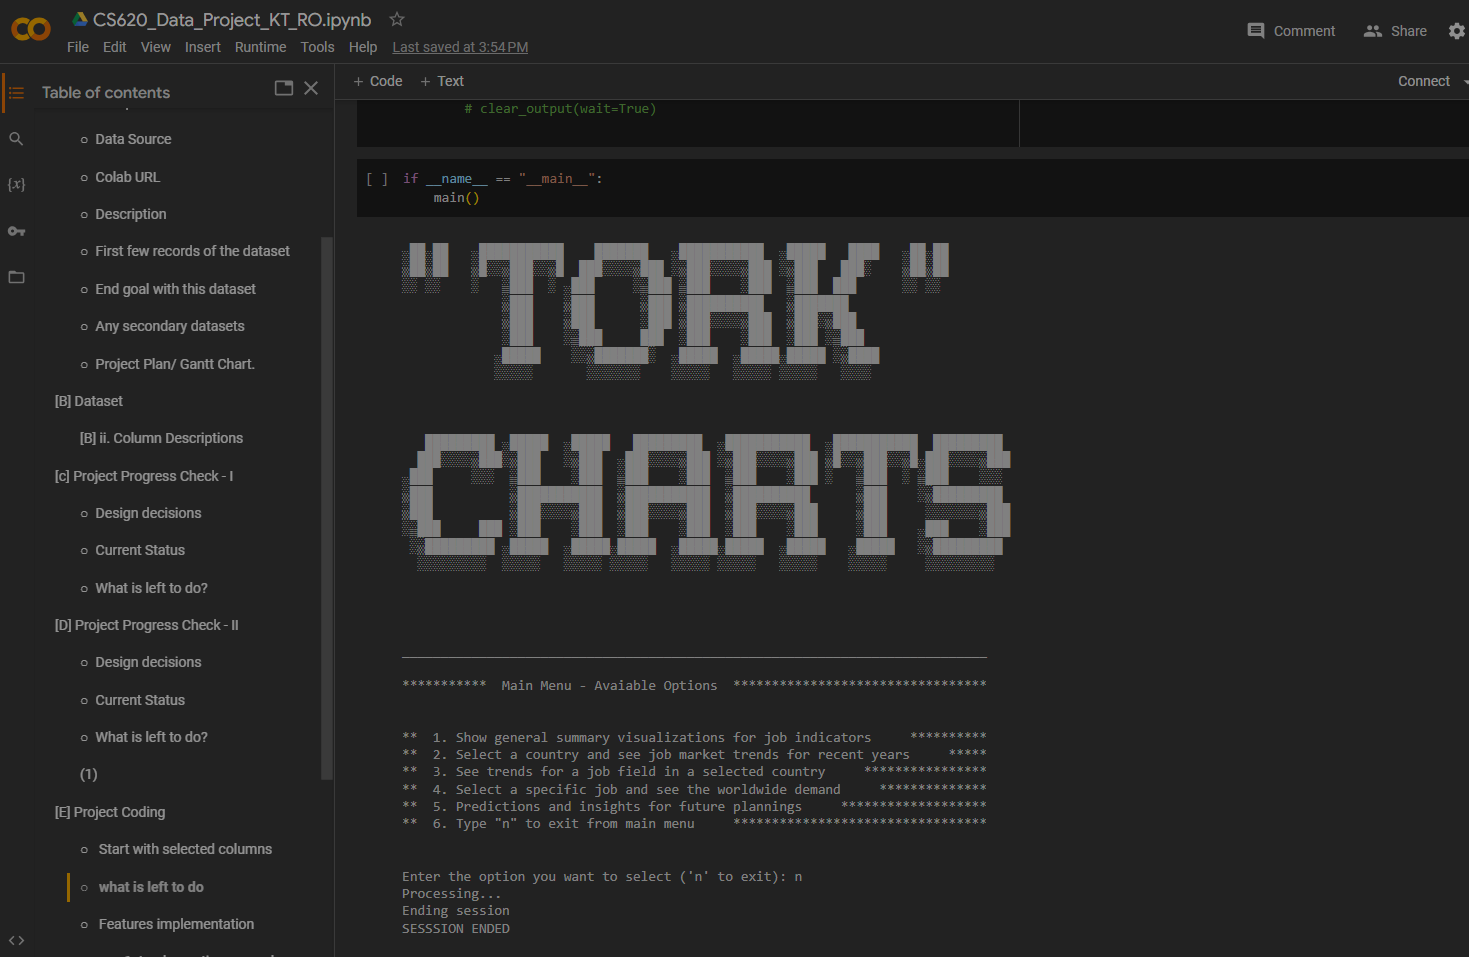 CS620_Data_Project_KT_RO.ipynb
File Edit View Insert Runtime Tools Help Last saved at 3:54 PM
Comment Share
Table of contents
Data Source
Colab URL
Description
First few records of the dataset
End goal with this dataset
Any secondary datasets
Project Plan/ Gantt Chart.
[B] Dataset
[B] ii. Column Descriptions
[c] Project Progress Check - I
Design decisions
Current Status
What is left to do?
[D] Project Progress Check - II
Design decisions
Current Status
What is left to do?
(1)
[E] Project Coding
Start with selected columns
what is left to do
Features implementation
+ Code + Text
Connect
# clear_output(wait=True)
[ ] if __name__ == "__main__":
main()
" TORK "
CHARTS
*********** Main Menu - Avaiable Options *********************************
** 1. Show general summary visualizations for job indicators **********
** 2. Select a country and see job market trends for recent years *****
** 3. See trends for a job field in a selected country ****************
** 4. Select a specific job and see the worldwide demand **************
** 5. Predictions and insights for future plannings *******************
** 6. Type "n" to exit from main menu *********************************
Enter the option you want to select ('n' to exit): n
Processing...
Ending session
SESSSION ENDED